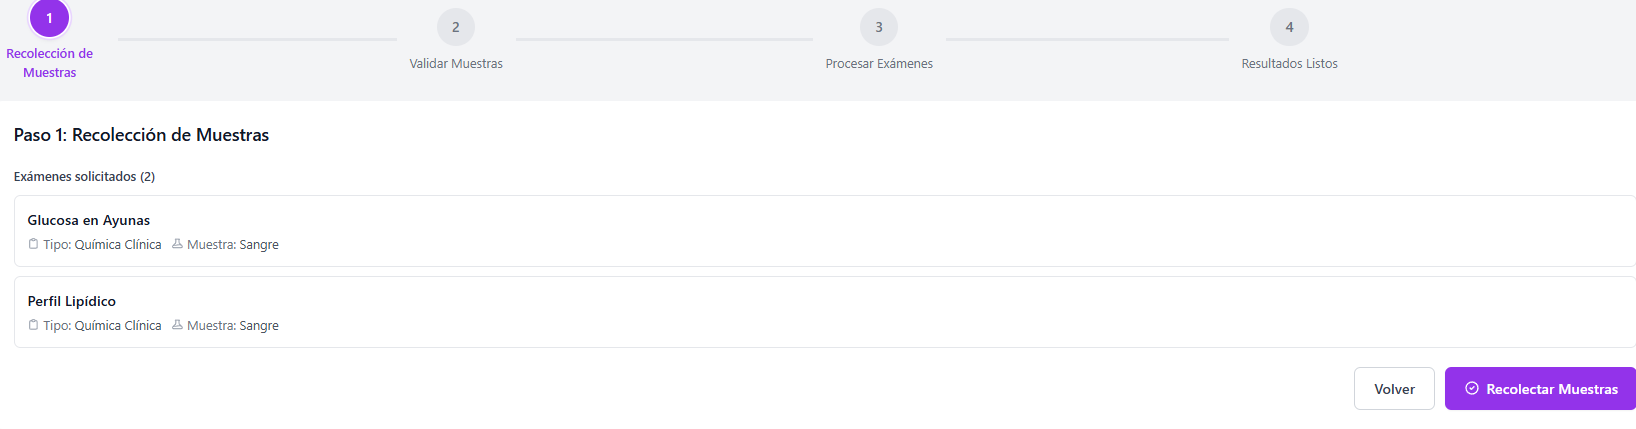 1
Recolección de
Muestras
2
Validar Muestras
3
Procesar Exámenes
4
Resultados Listos
Paso 1: Recolección de Muestras
Exámenes solicitados (2)
Glucosa en Ayunas
Tipo: Química Clínica Muestra: Sangre
Perfil Lipídico
Tipo: Química Clínica Muestra: Sangre
Volver
Recolectar Muestras